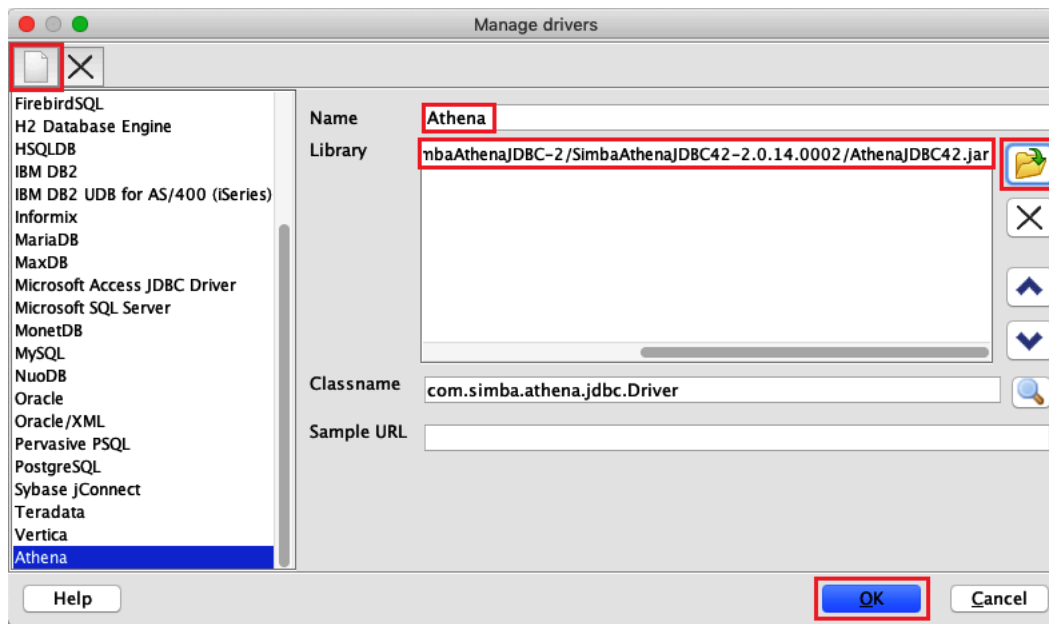 Manage drivers
FirebirdSQL
H2 Database Engine
HSQLDB
IBM DB2
IBM DB2 UDB for AS/400 (iSeries)
Informix
MariaDB
MaxDB
Microsoft Access JDBC Driver
Microsoft SQL Server
MonetDB
MySQL
NuoDB
Oracle
Oracle/XML
Pervasive PSQL
PostgreSQL
Sybase jConnect
Teradata
Vertica
Athena
Name Athena
Library mbaAthenaJDBC-2/SimbaAthenaJDBC42-2.0.14.0002/AthenaJDBC42.jar
Classname com.simba.athena.jdbc.Driver
Sample URL
Help OK Cancel